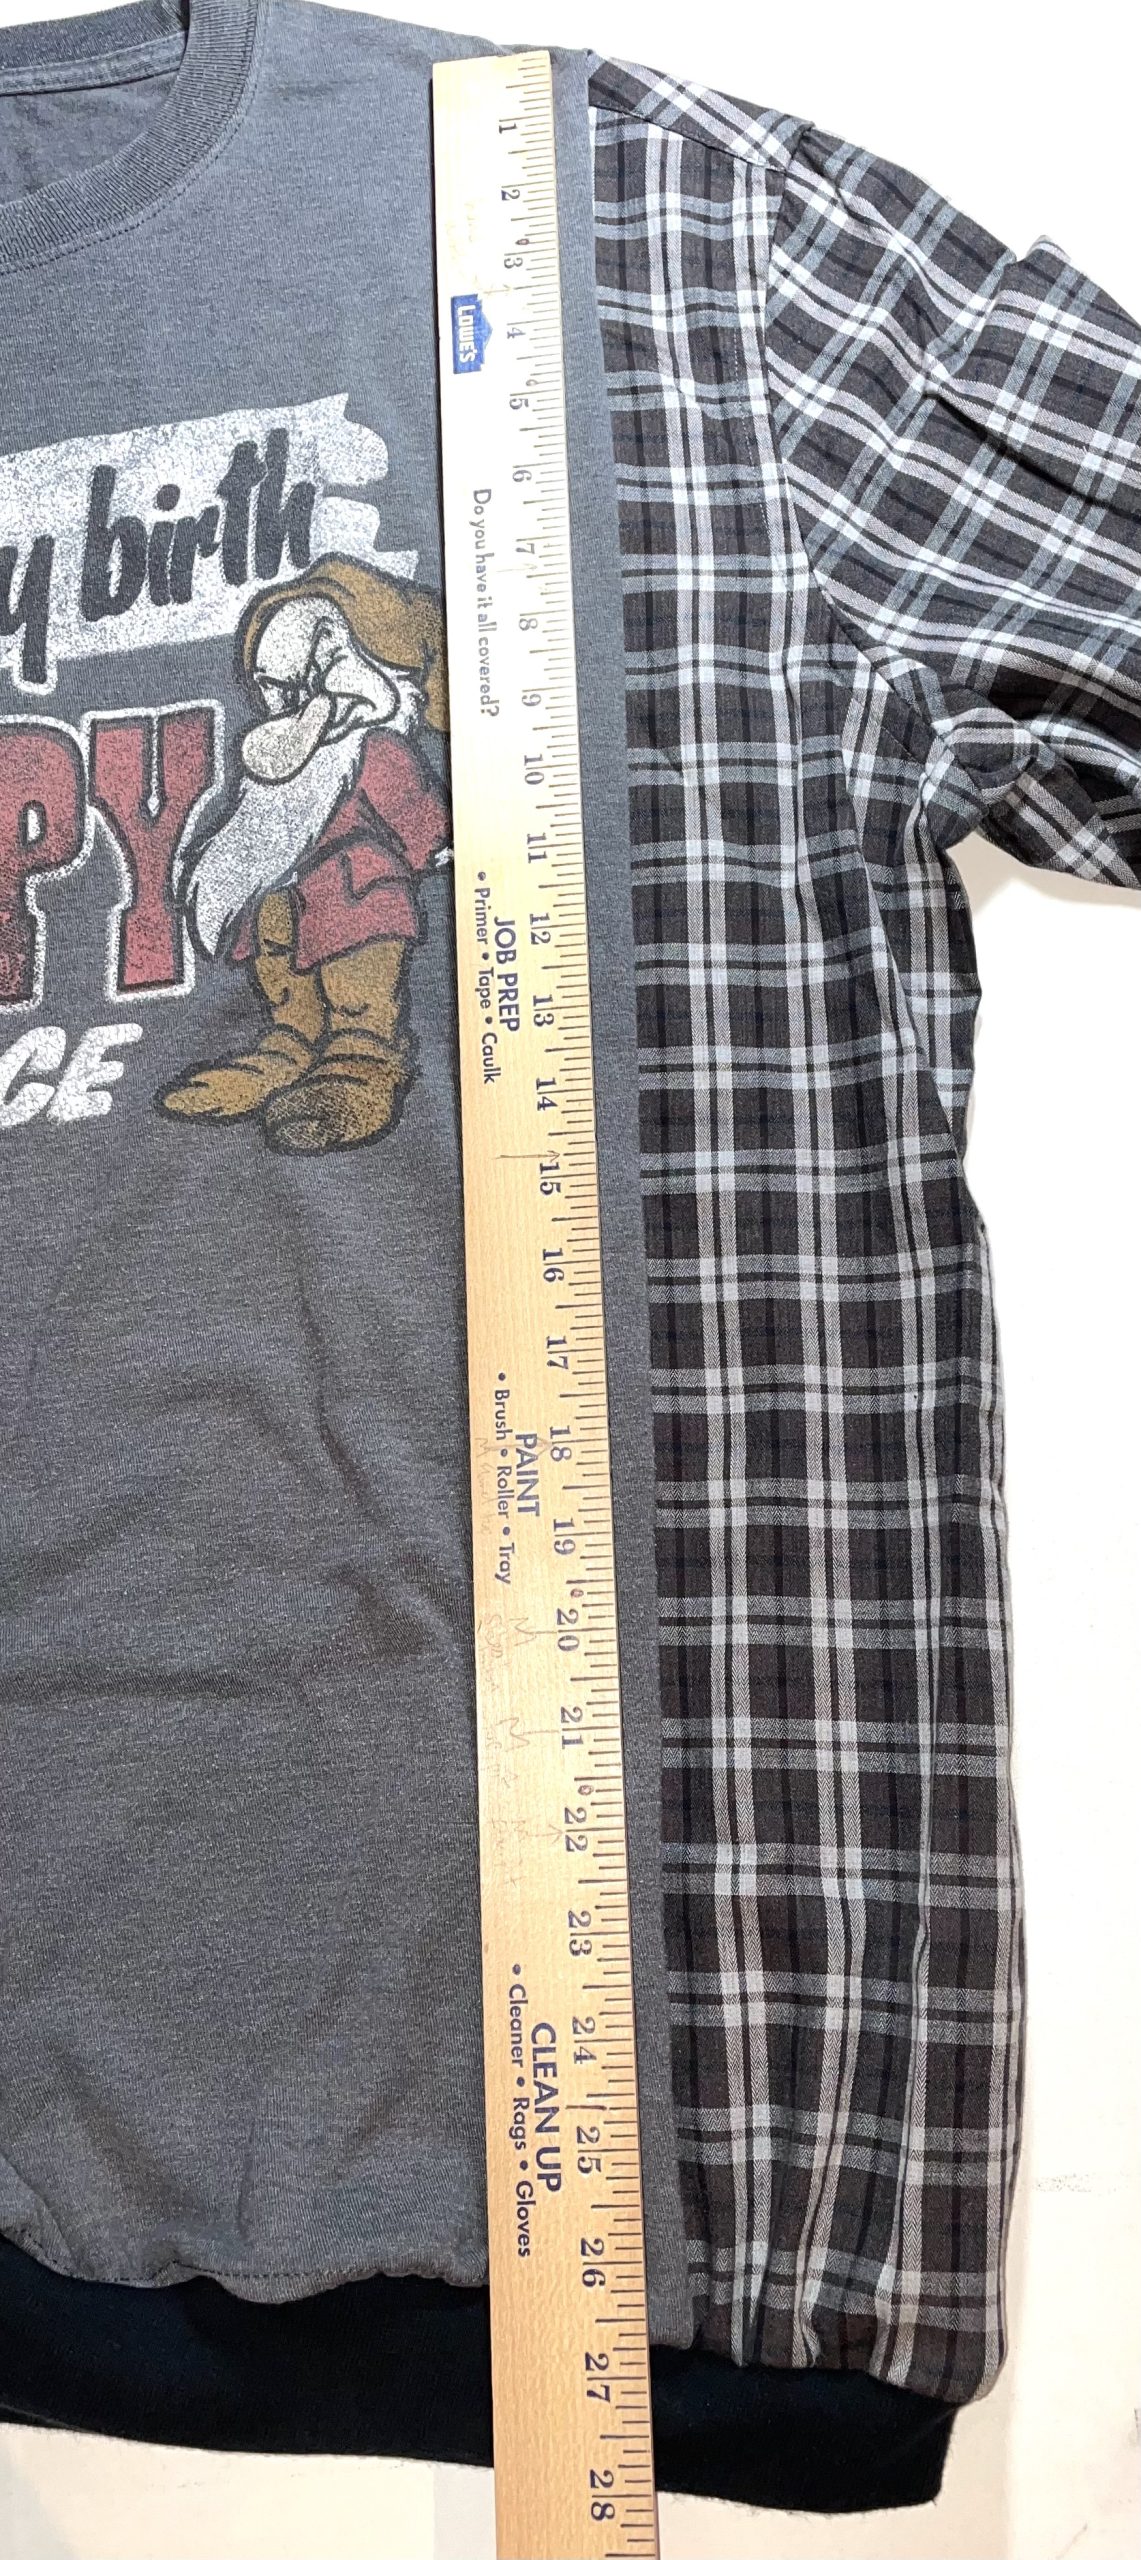 y birth
PY
CE
LOWE'S
Do you have it all covered?
JOB PREP
• Primer • Tape • Caulk
PAINT
• Brush • Roller • Tray
CLEAN UP
• Cleaner • Rags • Gloves
1
2
3
4
5
6
7
8
9
10
11
12
13
14
15
16
17
18
19
20
21
22
23
24
25
26
27
28